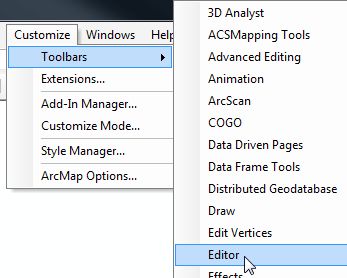 Customize Windows Help
Toolbars
Extensions...
Add-In Manager...
Customize Mode...
Style Manager...
ArcMap Options...
3D Analyst
ACSMapping Tools
Advanced Editing
Animation
ArcScan
COGO
Data Driven Pages
Data Frame Tools
Distributed Geodatabase
Draw
Edit Vertices
Editor
Effects